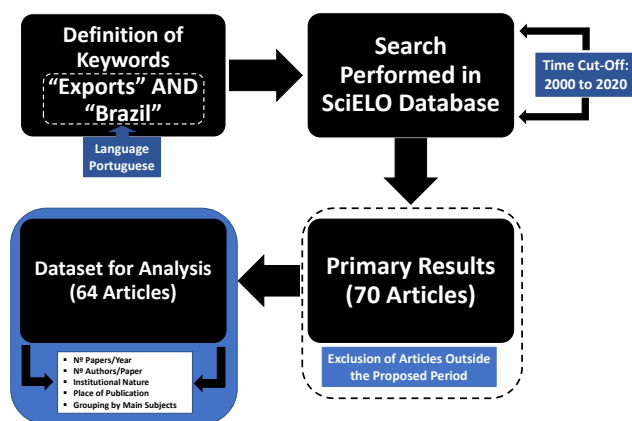 Definition of
Keywords
“Exports” AND
“Brazil”
Language
Portuguese
Search
Performed in
SciELO Database
Time Cut-Off:
2000 to 2020
Primary Results
(70 Articles)
Exclusion of Articles Outside
the Proposed Period
Dataset for Analysis
(64 Articles)
▪ Nº Papers/Year
▪ Nº Authors/Paper
▪ Institutional Nature
▪ Place of Publication
▪ Grouping by Main Subjects